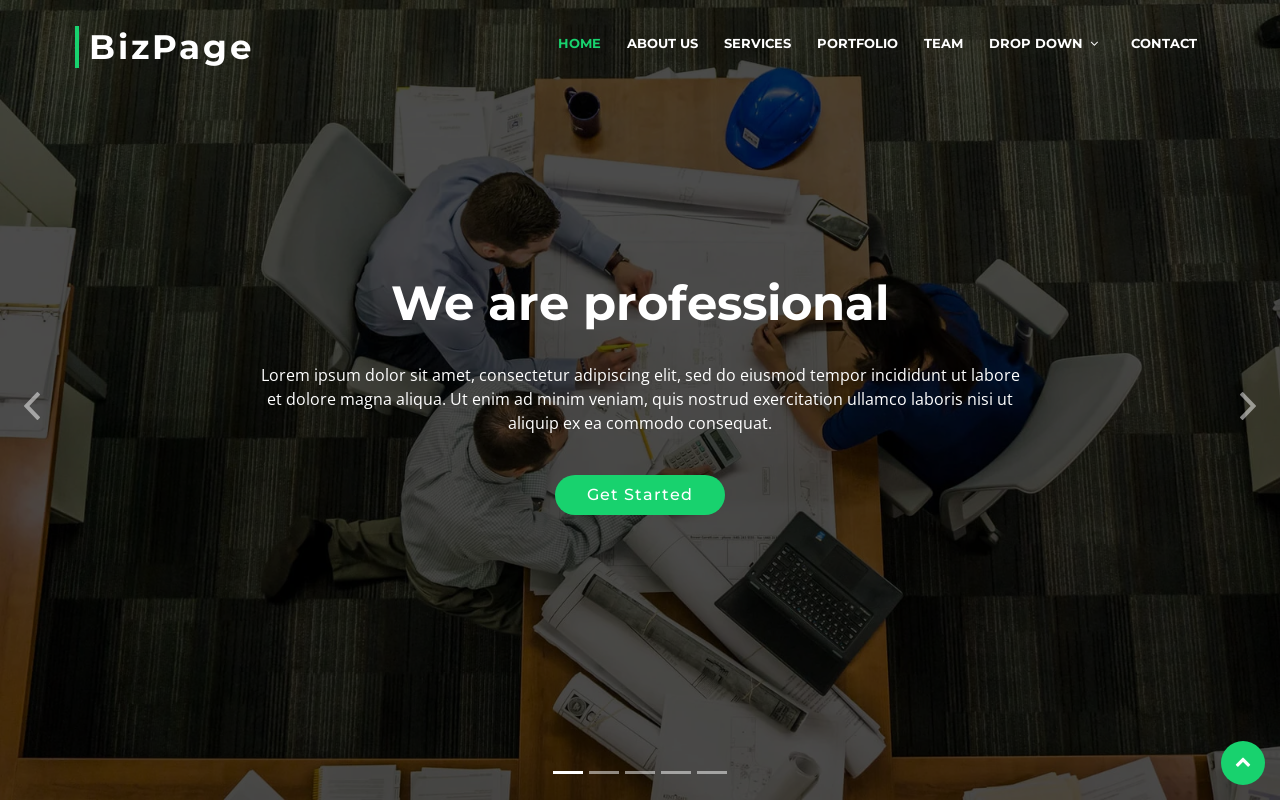 BizPage
HOME ABOUT US SERVICES PORTFOLIO TEAM DROP DOWN CONTACT
We are professional
Lorem ipsum dolor sit amet, consectetur adipiscing elit, sed do eiusmod tempor incididunt ut labore
et dolore magna aliqua. Ut enim ad minim veniam, quis nostrud exercitation ullamco laboris nisi ut
aliquip ex ea commodo consequat.
Get Started